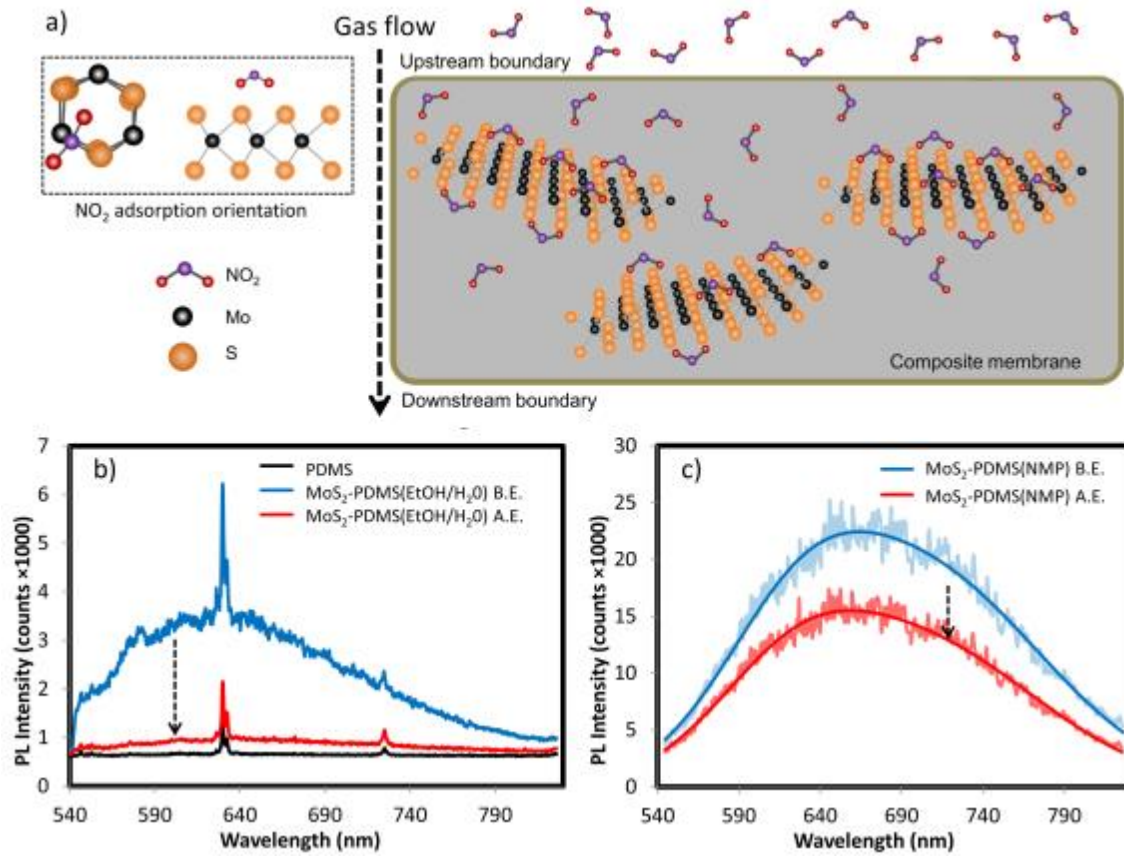 a)
Gas flow
Upstream boundary
NO₂ adsorption orientation
NO₂
Mo
S
Composite membrane
Downstream boundary
b)
PDMS
MoS₂-PDMS(EtOH/H₂0) B.E.
MoS₂-PDMS(EtOH/H₂0) A.E.
PL Intensity (counts ×1000)
7
6
5
4
3
2
1
0
540 590 640 690 740 790
Wavelength (nm)
c)
MoS₂-PDMS(NMP) B.E.
MoS₂-PDMS(NMP) A.E.
PL Intensity (counts ×1000)
30
25
20
15
10
5
0
540 590 640 690 740 790
Wavelength (nm)